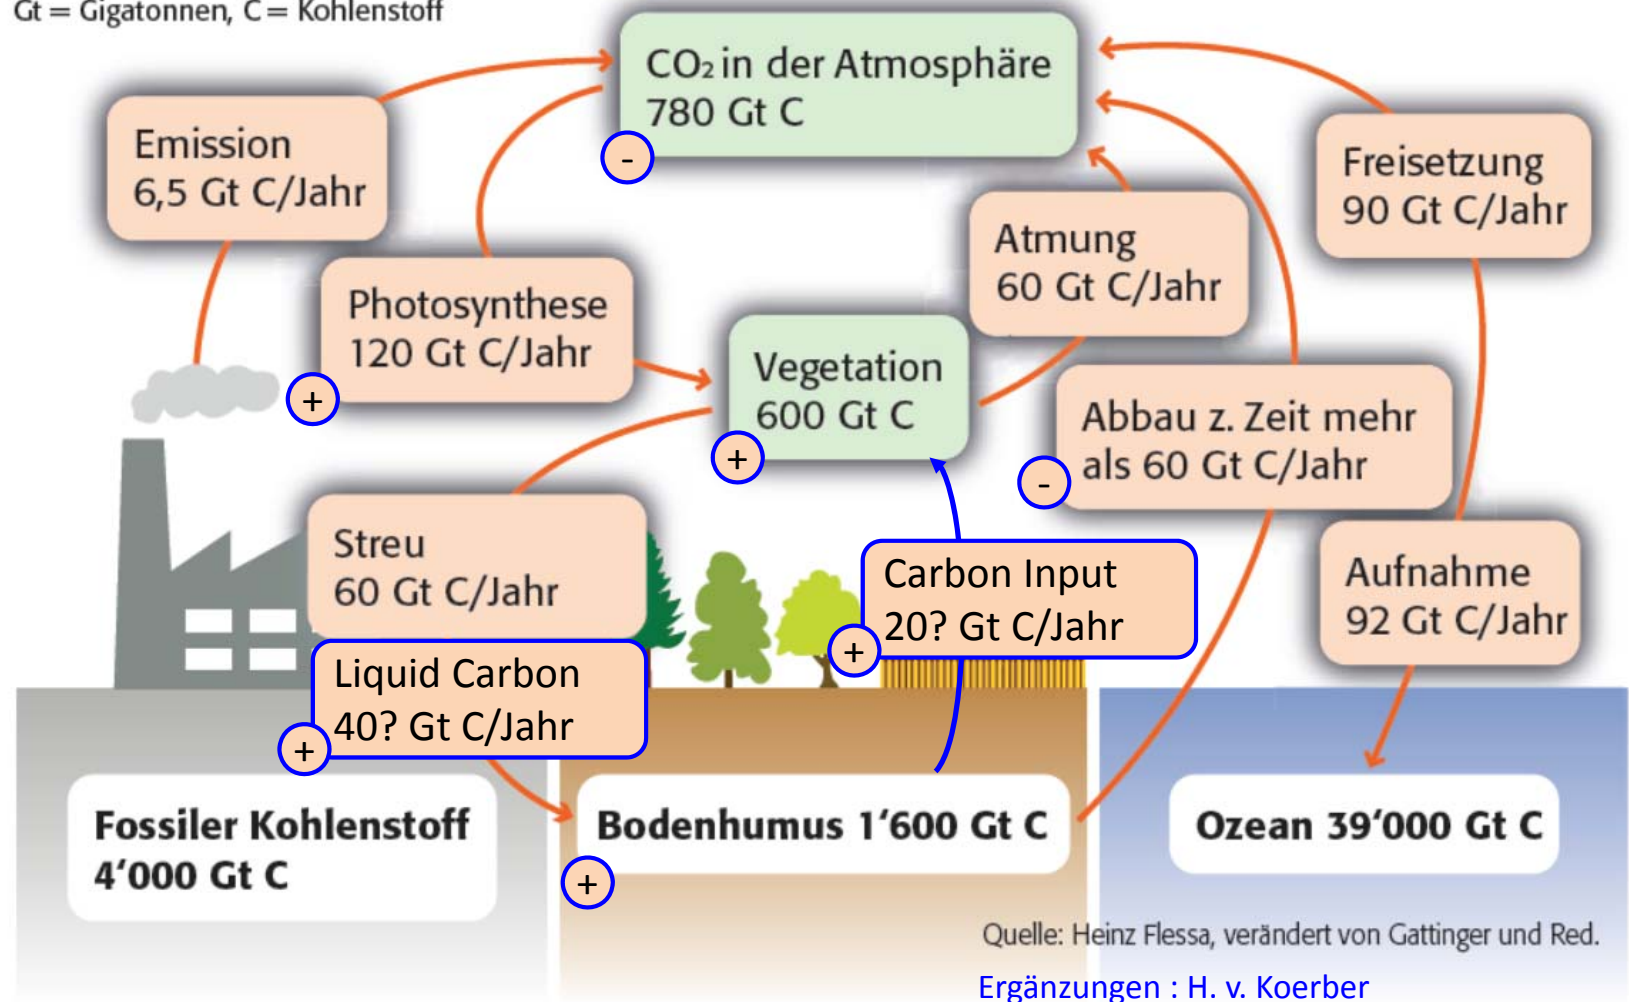 Gt = Gigatonnen, C = Kohlenstoff
CO₂ in der Atmosphäre
780 Gt C
-
Emission
6,5 Gt C/Jahr
Freisetzung
90 Gt C/Jahr
Atmung
60 Gt C/Jahr
Photosynthese
120 Gt C/Jahr
+
Vegetation
600 Gt C
+
Abbau z. Zeit mehr
als 60 Gt C/Jahr
-
Streu
60 Gt C/Jahr
Carbon Input
20? Gt C/Jahr
+
Aufnahme
92 Gt C/Jahr
Liquid Carbon
40? Gt C/Jahr
+
Fossiler Kohlenstoff
4‘000 Gt C
Bodenhumus 1‘600 Gt C
+
Ozean 39‘000 Gt C
Quelle: Heinz Flessa, verändert von Gattinger und Red.
Ergänzungen : H. v. Koerber